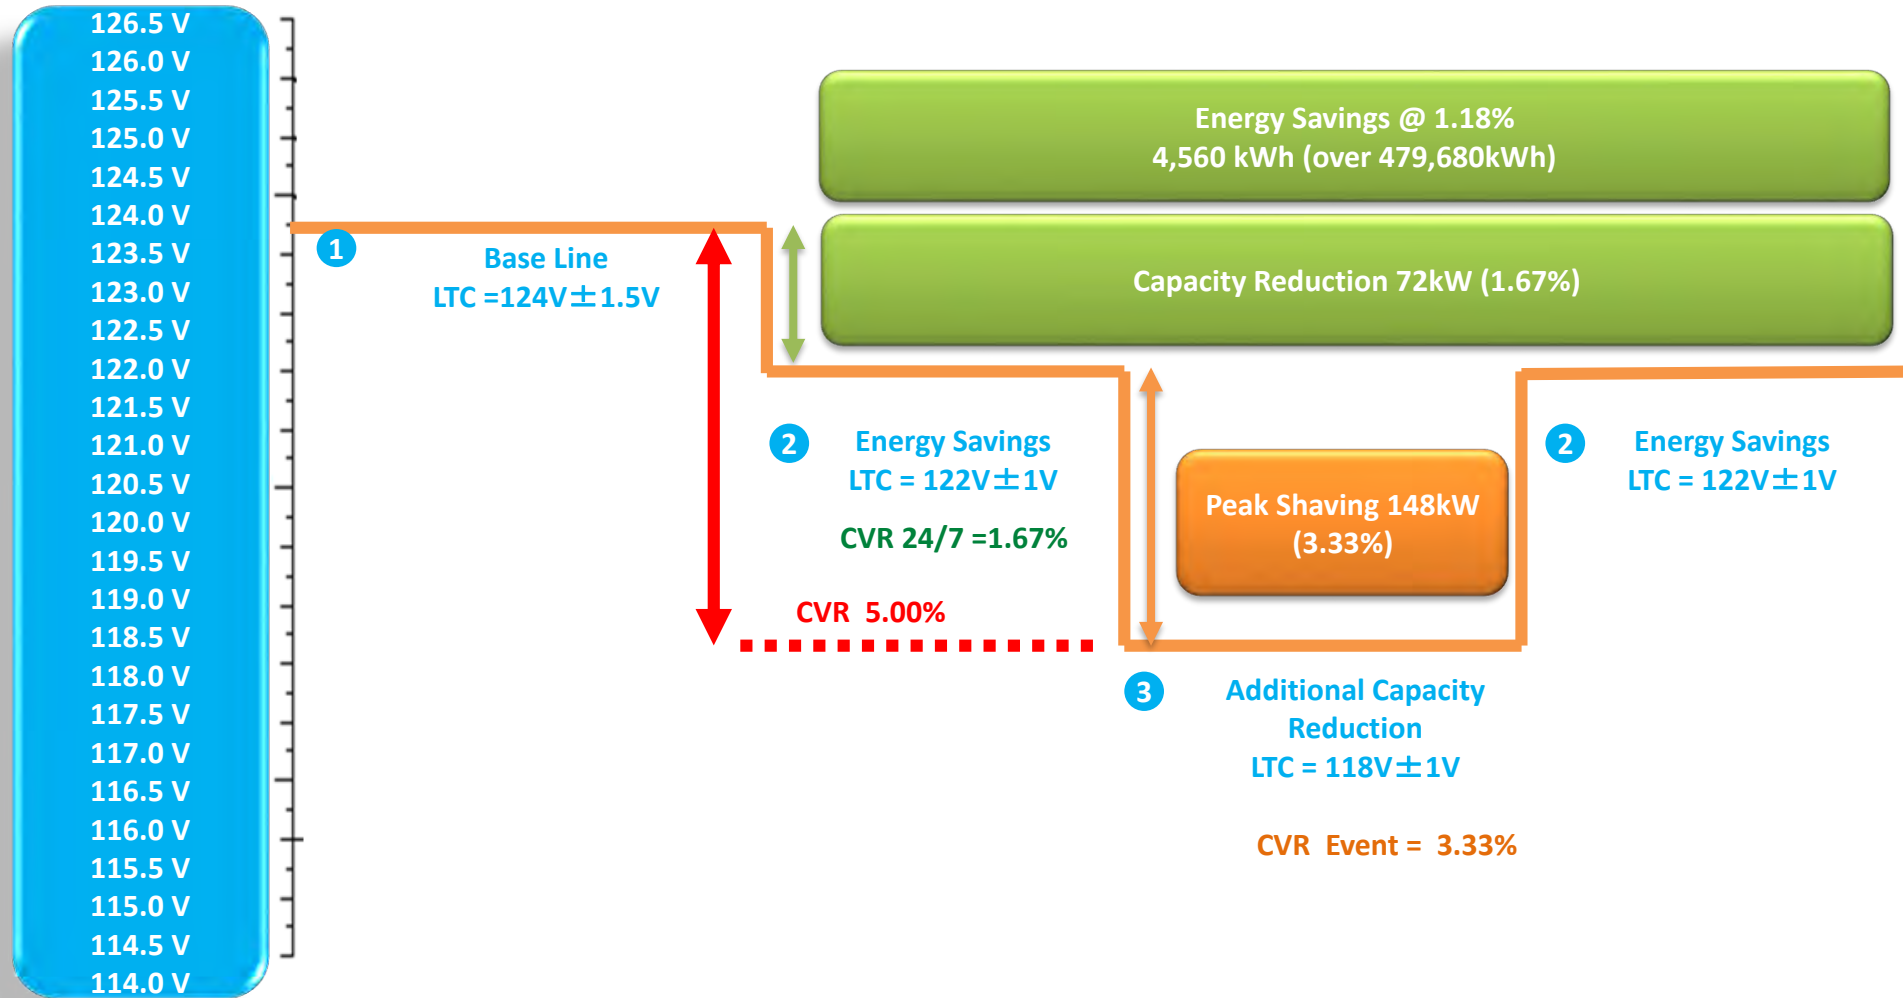 126.5 V
126.0 V
125.5 V
125.0 V
124.5 V
124.0 V
123.5 V
123.0 V
122.5 V
122.0 V
121.5 V
121.0 V
120.5 V
120.0 V
119.5 V
119.0 V
118.5 V
118.0 V
117.5 V
117.0 V
116.5 V
116.0 V
115.5 V
115.0 V
114.5 V
114.0 V
Energy Savings @ 1.18%
4,560 kWh (over 479,680kWh)
Capacity Reduction 72kW (1.67%)
1
Base Line
LTC =124V±1.5V
2
Energy Savings
LTC = 122V±1V
CVR 24/7 =1.67%
CVR 5.00%
Peak Shaving 148kW
(3.33%)
2
Energy Savings
LTC = 122V±1V
3
Additional Capacity
Reduction
LTC = 118V±1V
CVR Event = 3.33%